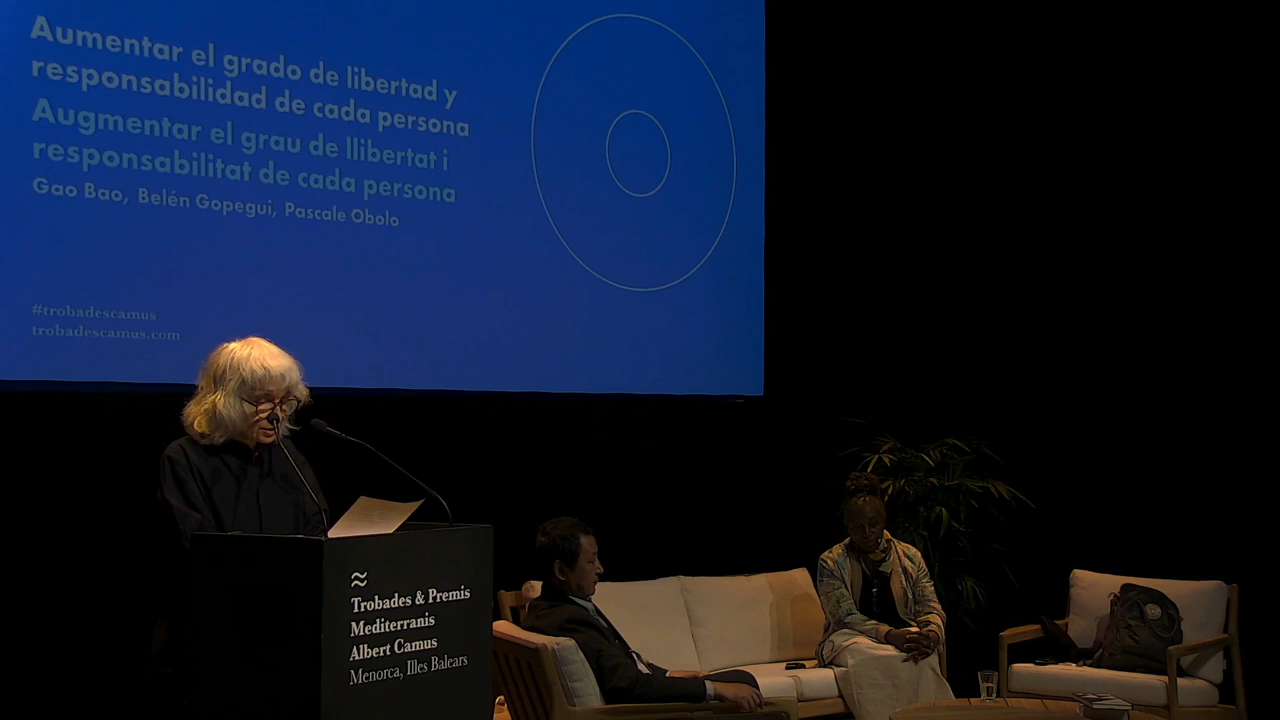 Aumentar el grado de libertad y
responsabilidad de cada persona
Augmentar el grau de llibertat i
responsabilitat de cada persona
Gao Bao, Belén Gopegui, Pascale Obolo
#trobadescamus
trobadescamus.com
Trobades & Premis
Mediterranis
Albert Camus
Menorca, Illes Balears